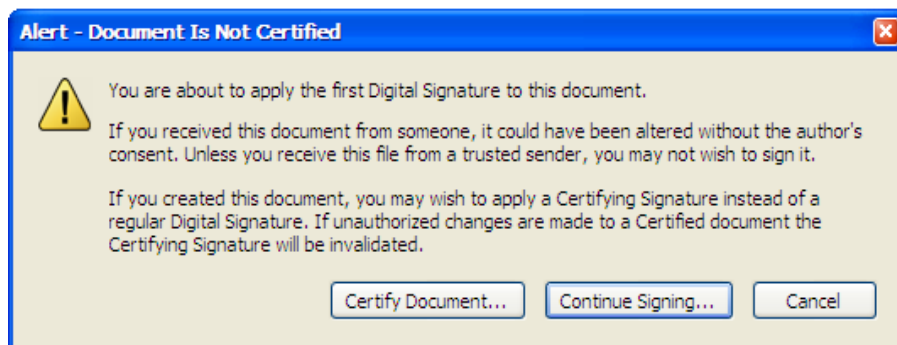 Alert - Document Is Not Certified
You are about to apply the first Digital Signature to this document.
If you received this document from someone, it could have been altered without the author's
consent. Unless you receive this file from a trusted sender, you may not wish to sign it.
If you created this document, you may wish to apply a Certifying Signature instead of a
regular Digital Signature. If unauthorized changes are made to a Certified document the
Certifying Signature will be invalidated.
Certify Document... Continue Signing... Cancel